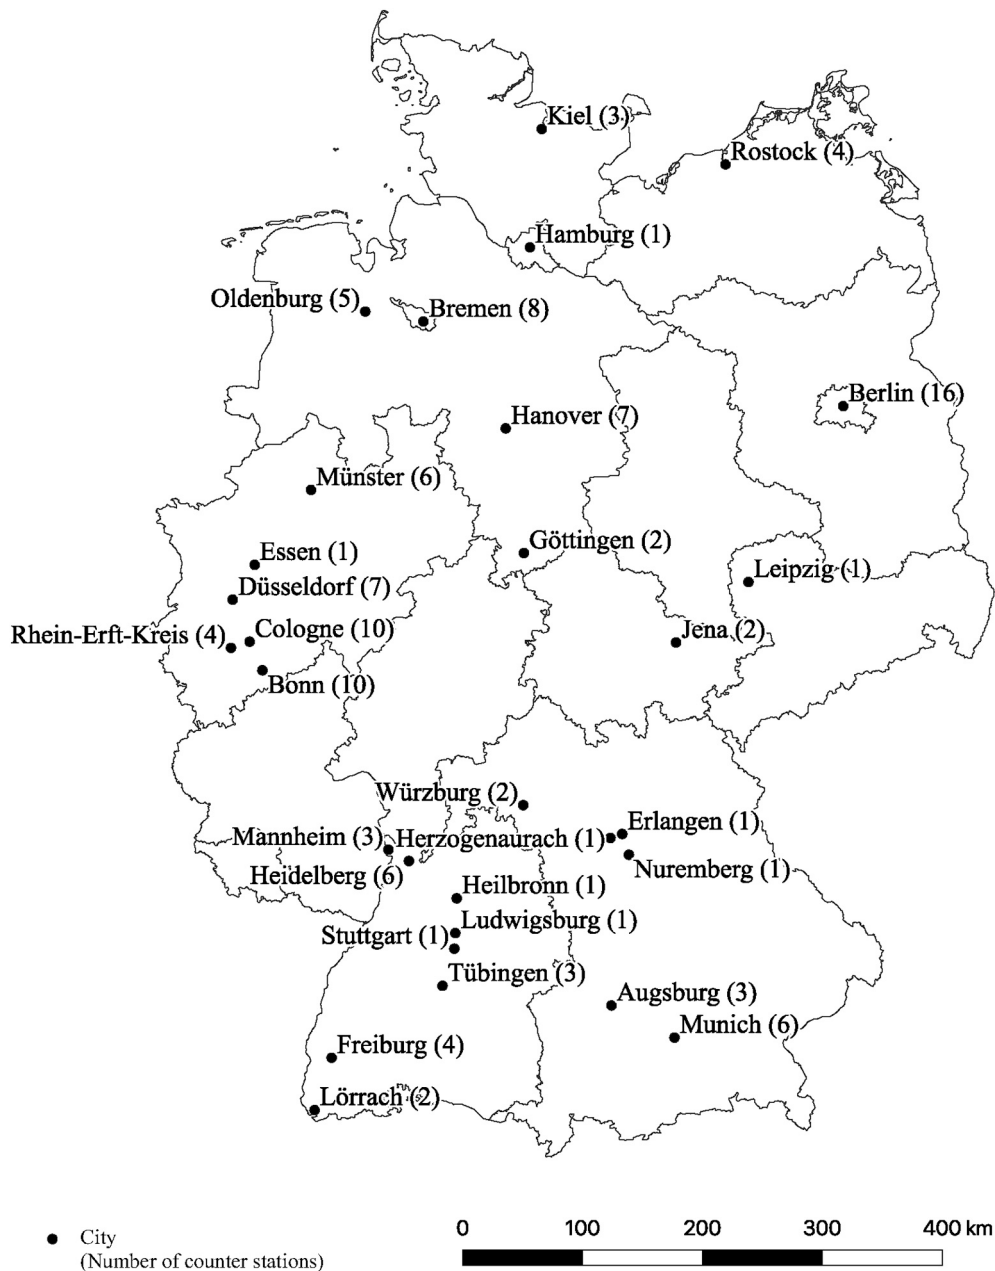 Kiel (3)
Rostock (4)
Hamburg (1)
Oldenburg (5)
Bremen (8)
Berlin (16)
Hanover (7)
Münster (6)
Göttingen (2)
Essen (1)
Leipzig (1)
Düsseldorf (7)
Rhein-Erft-Kreis (4)
Cologne (10)
Jena (2)
Bonn (10)
Würzburg (2)
Erlangen (1)
Mannheim (3)
Herzogenaurach (1)
Nuremberg (1)
Heidelberg (6)
Heilbronn (1)
Ludwigsburg (1)
Stuttgart (1)
Tübingen (3)
Augsburg (3)
Munich (6)
Freiburg (4)
Lörrach (2)
City
(Number of counter stations)
0 100 200 300 400 km